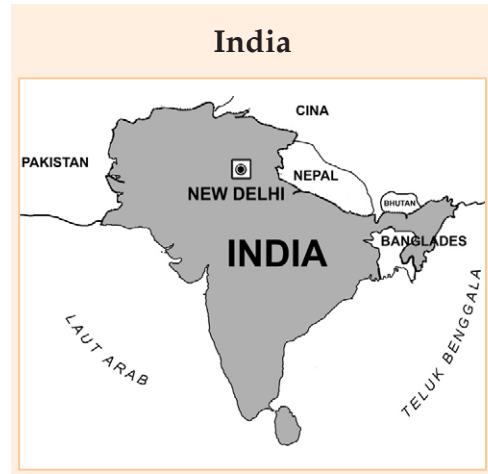 India
CINA
PAKISTAN
NEPAL
NEW DELHI
BHUTAN
BANGLADES
INDIA
LAUT ARAB
TELUK BENGGALA